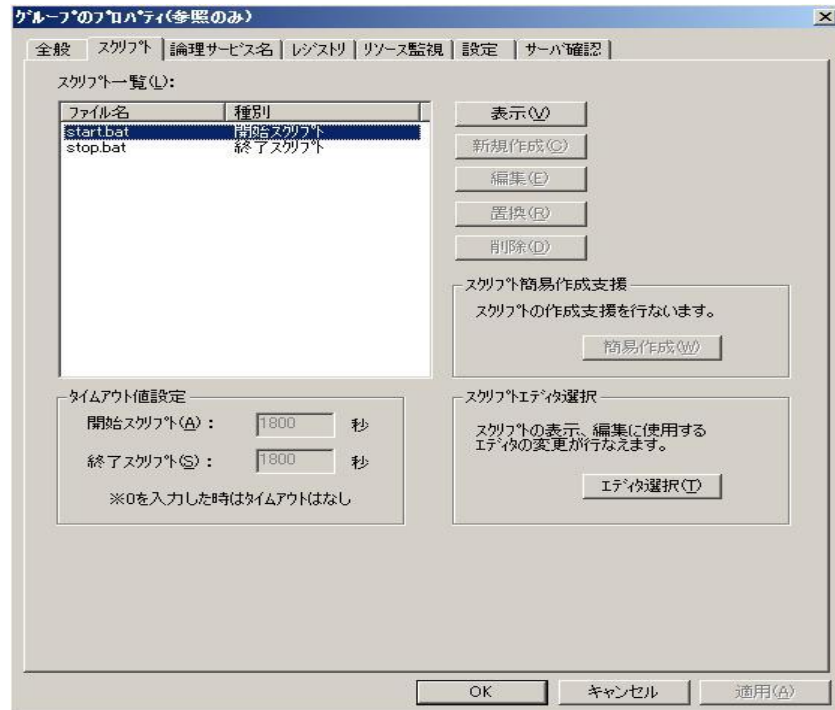 ｸﾞﾙｰﾌﾟのﾌﾟﾛﾊﾟﾃｨ(参照のみ)
全般 ｽｸﾘﾌﾟﾄ 論理ｻｰﾋﾞｽ名 ﾚｼﾞｽﾄﾘ ﾘｿｰｽ監視 設定 ｻｰﾊﾞ確認
ｽｸﾘﾌﾟﾄ一覧(L):
ファイル名 種別
start.bat 開始ｽｸﾘﾌﾟﾄ
stop.bat 終了ｽｸﾘﾌﾟﾄ
表示(V)
新規作成(C)
編集(E)
置換(R)
削除(D)
ｽｸﾘﾌﾟﾄ簡易作成支援
ｽｸﾘﾌﾟﾄの作成支援を行ないます。
簡易作成(W)
ﾀｲﾑｱｳﾄ値設定
開始ｽｸﾘﾌﾟﾄ(A)： 1800 秒
終了ｽｸﾘﾌﾟﾄ(S)： 1800 秒
※0を入力した時はﾀｲﾑｱｳﾄはなし
ｽｸﾘﾌﾟﾄｴﾃﾞｨﾀ選択
ｽｸﾘﾌﾟﾄの表示、編集に使用する
ｴﾃﾞｨﾀの変更が行なえます。
ｴﾃﾞｨﾀ選択(T)
OK キャンセル 適用(A)